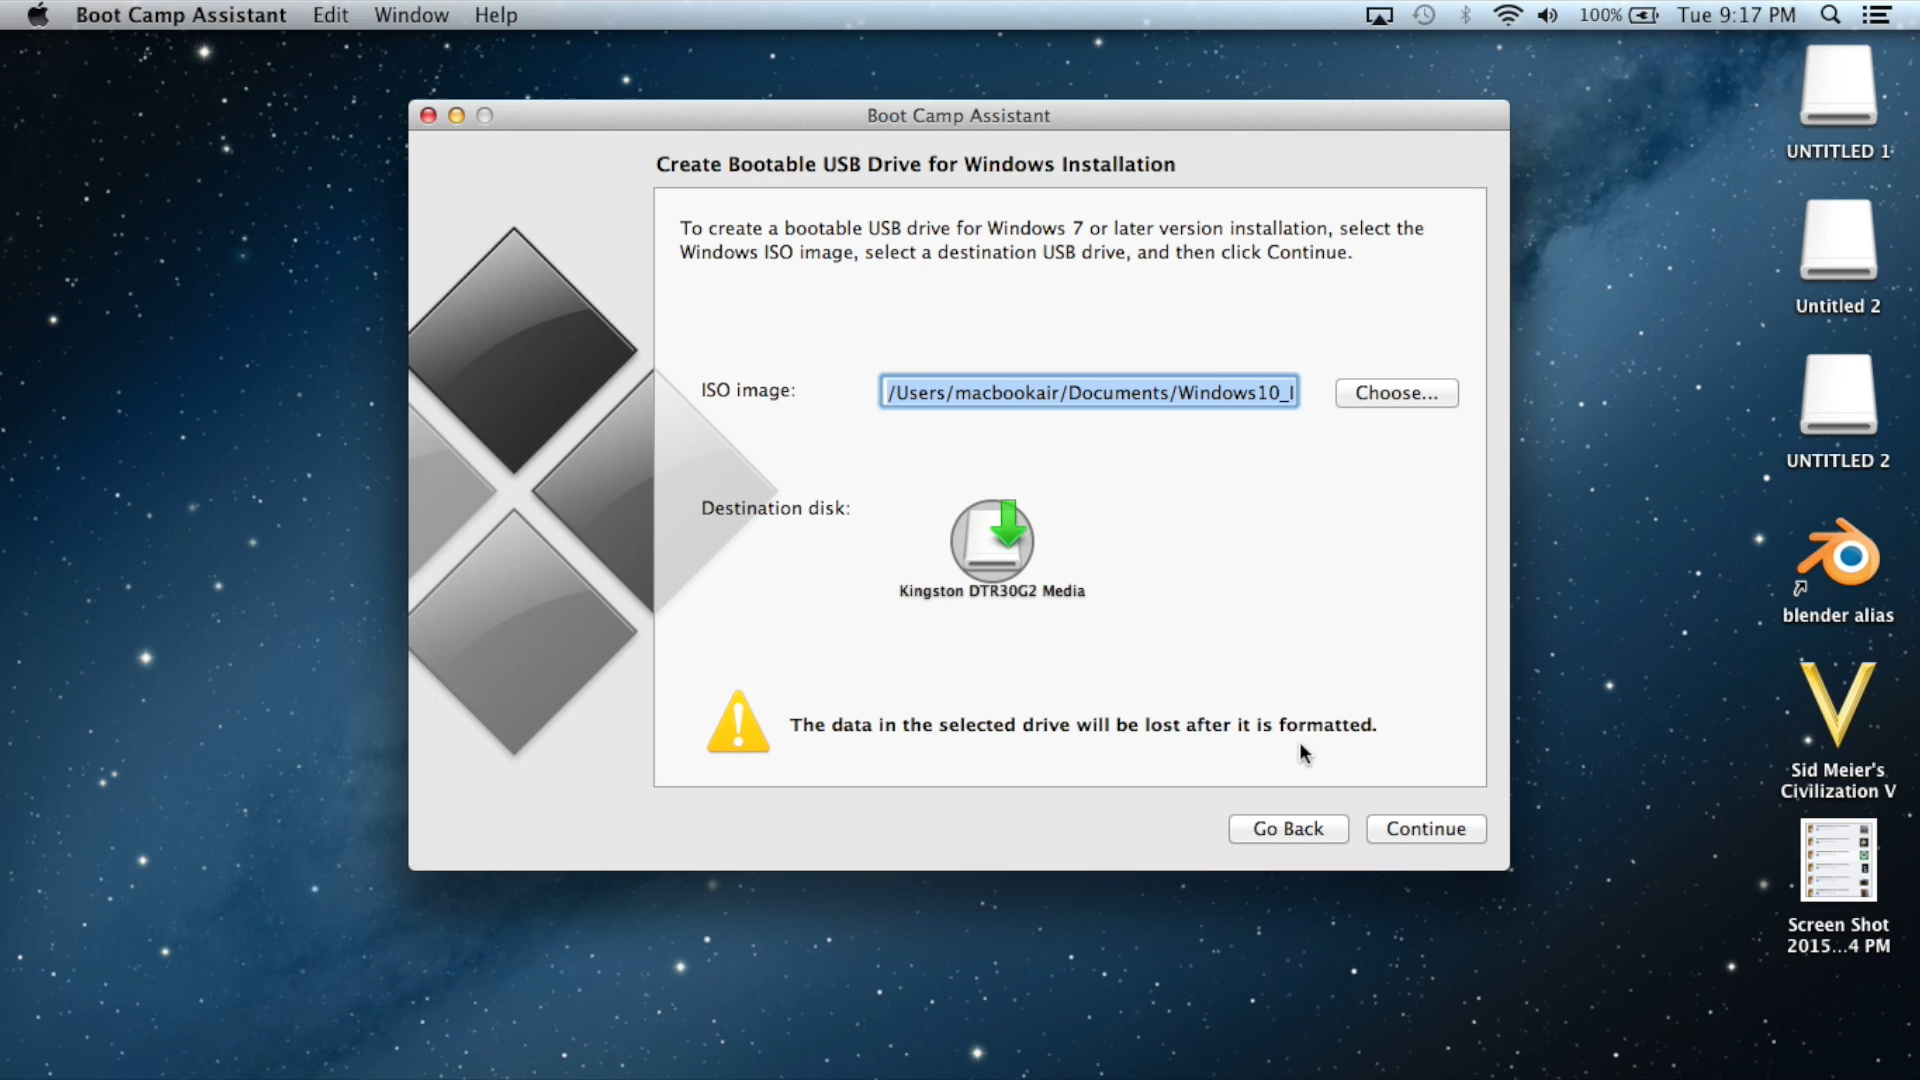 Boot Camp Assistant Edit Window Help 100% Tue 9:17 PM
Boot Camp Assistant
Create Bootable USB Drive for Windows Installation
To create a bootable USB drive for Windows 7 or later version installation, select the
Windows ISO image, select a destination USB drive, and then click Continue.
ISO image: /Users/macbookair/Documents/Windows10_I Choose...
Destination disk:
Kingston DTR30G2 Media
The data in the selected drive will be lost after it is formatted.
Go Back Continue
UNTITLED 1
Untitled 2
UNTITLED 2
blender alias
Sid Meier's
Civilization V
Screen Shot
2015...4 PM